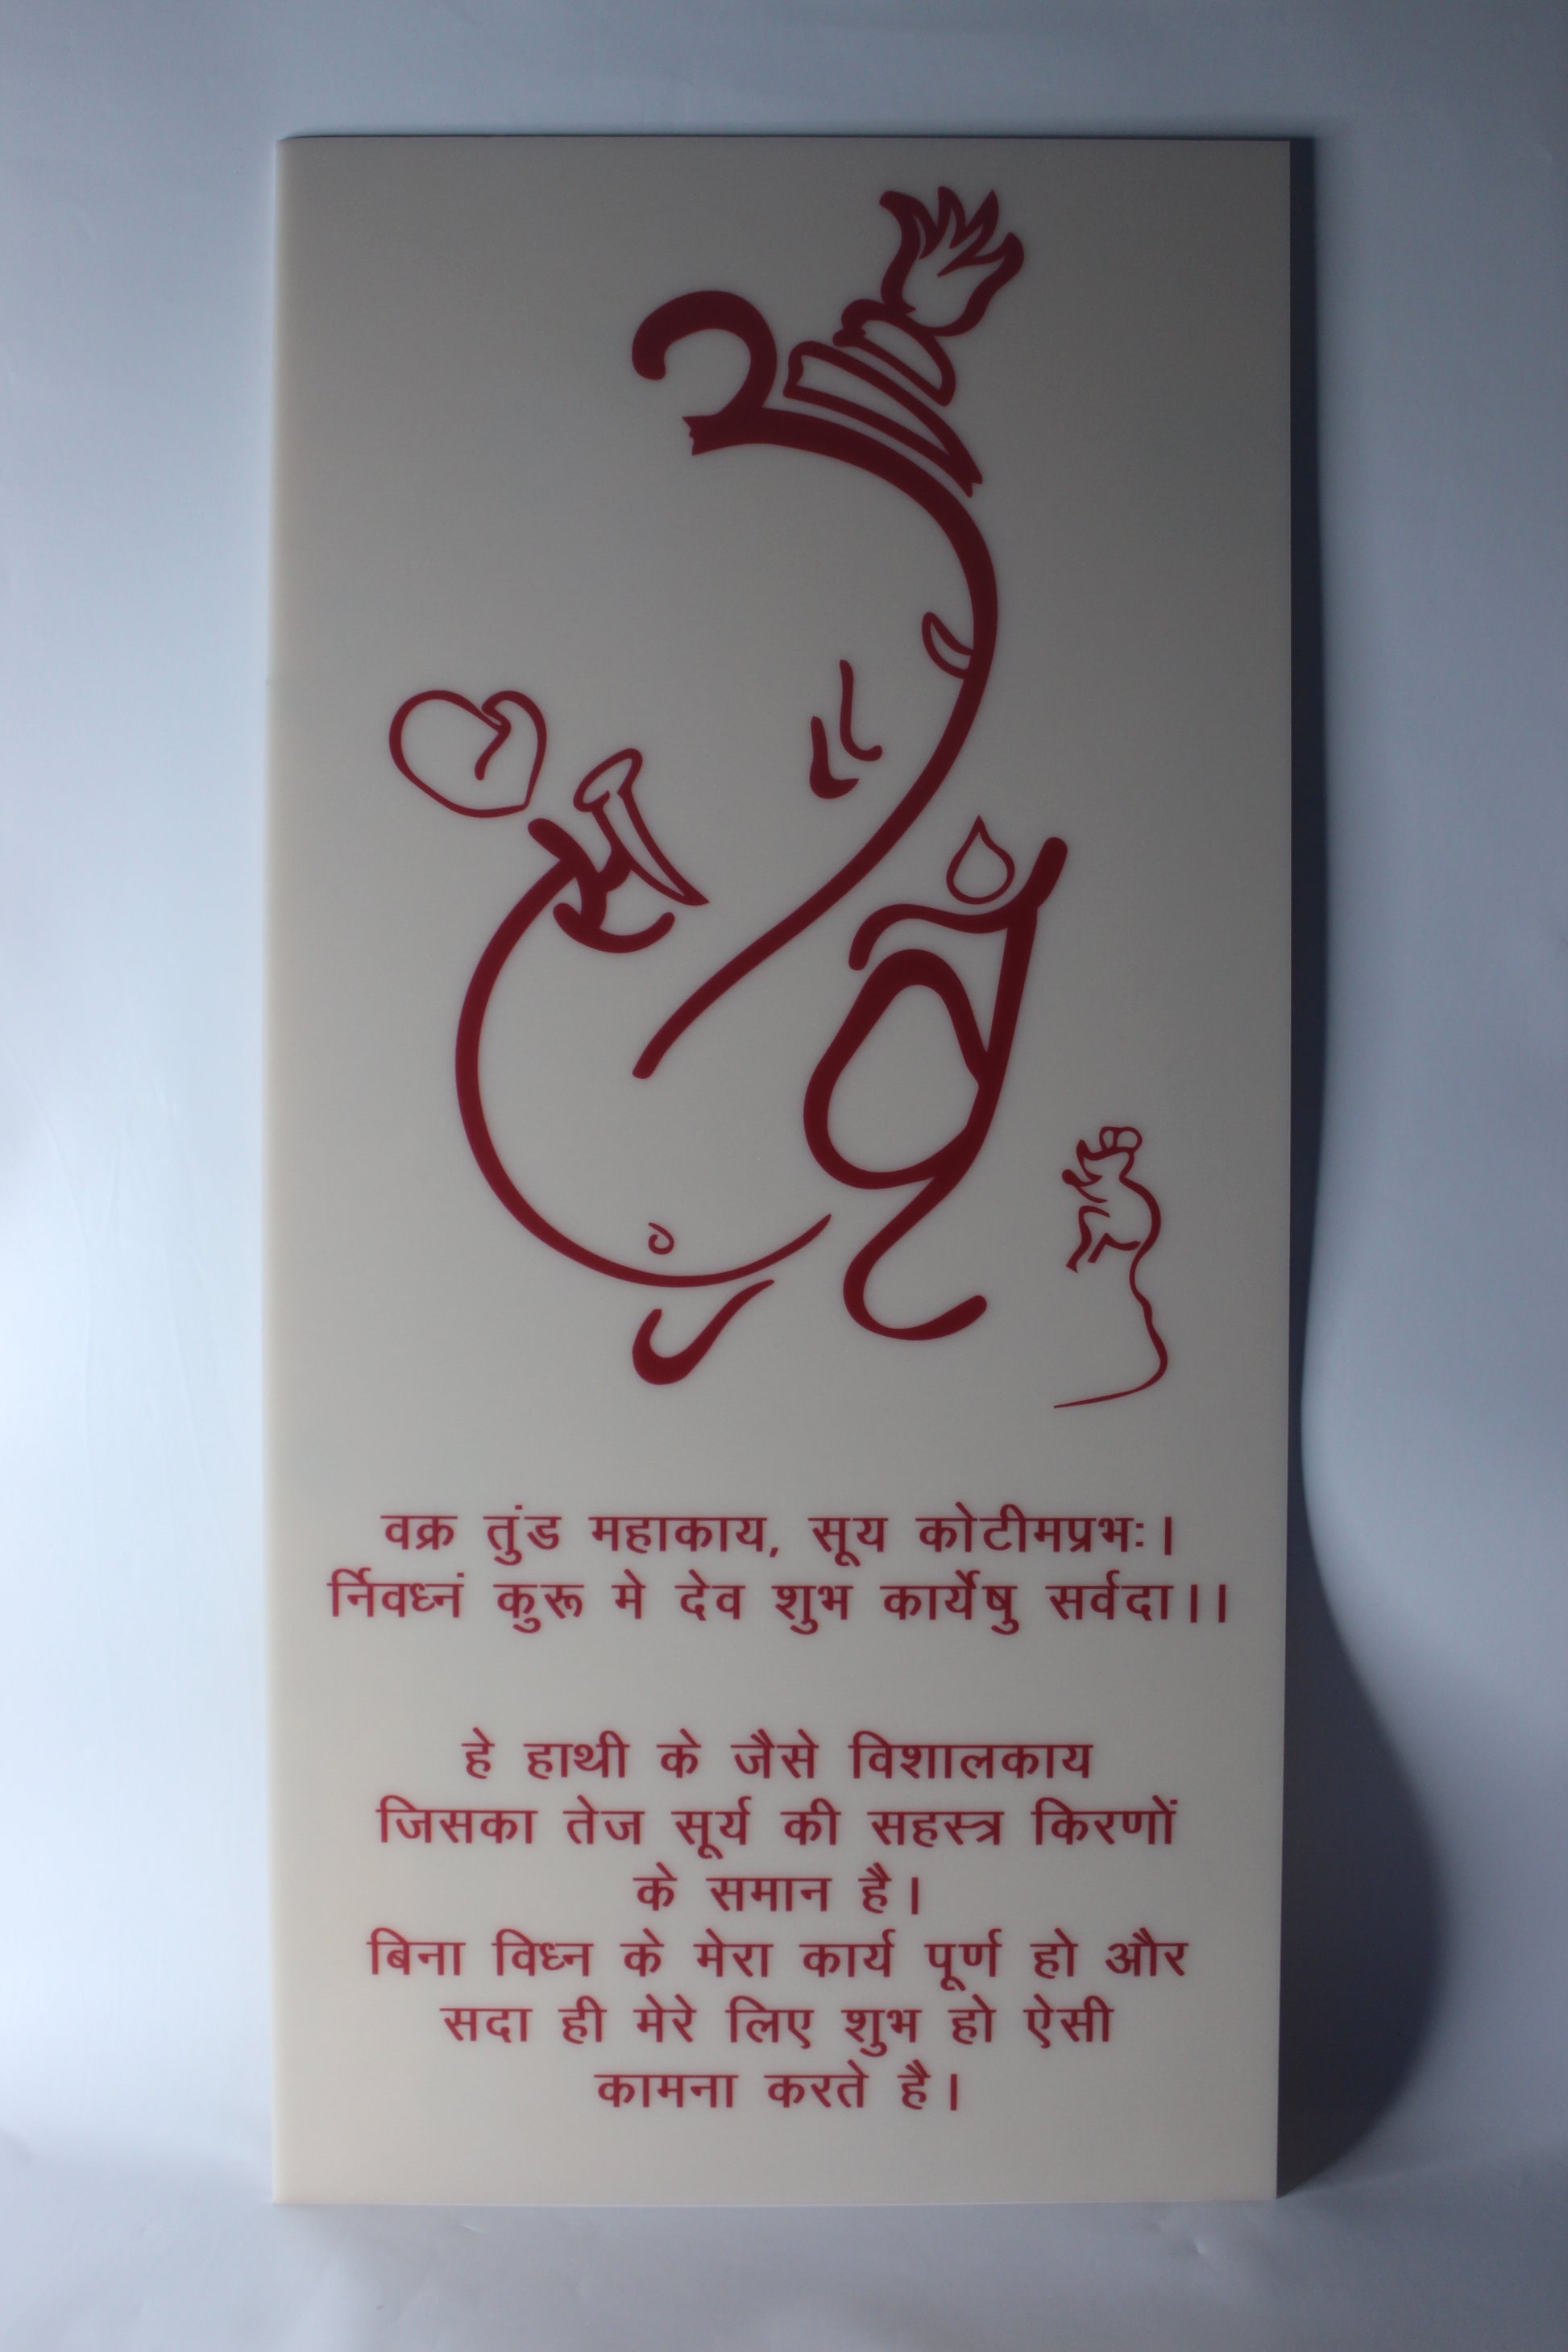 वक्र तुंड महाकाय, सूय कोटीमप्रभः।
र्निवध्नं कुरू मे देव शुभ कार्येषु सर्वदा।।
हे हाथी के जैसे विशालकाय
जिसका तेज सूर्य की सहस्त्र किरणों
के समान है।
बिना विध्न के मेरा कार्य पूर्ण हो और
सदा ही मेरे लिए शुभ हो ऐसी
कामना करते है।